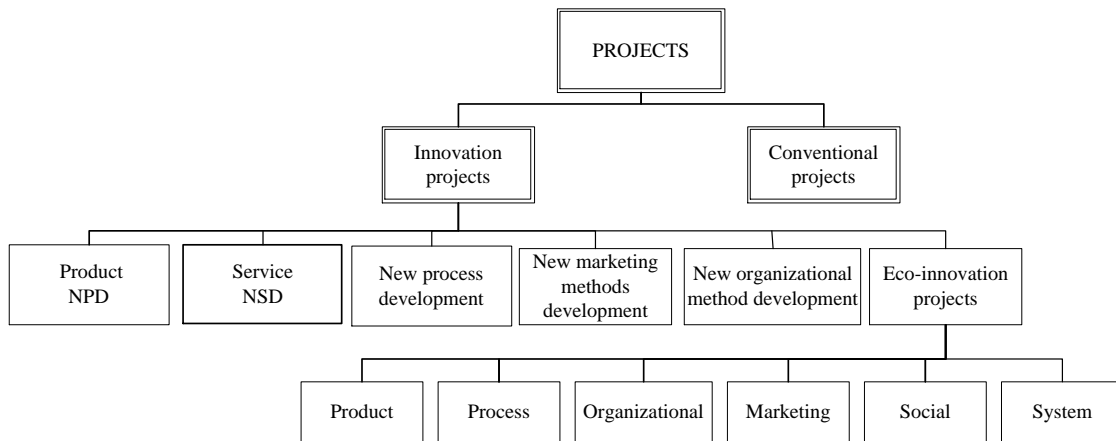 PROJECTS
Innovation
projects
Conventional
projects
Product
NPD
Service
NSD
New process
development
New marketing
methods
development
New organizational
method development
Eco-innovation
projects
Product
Process
Organizational
Marketing
Social
System